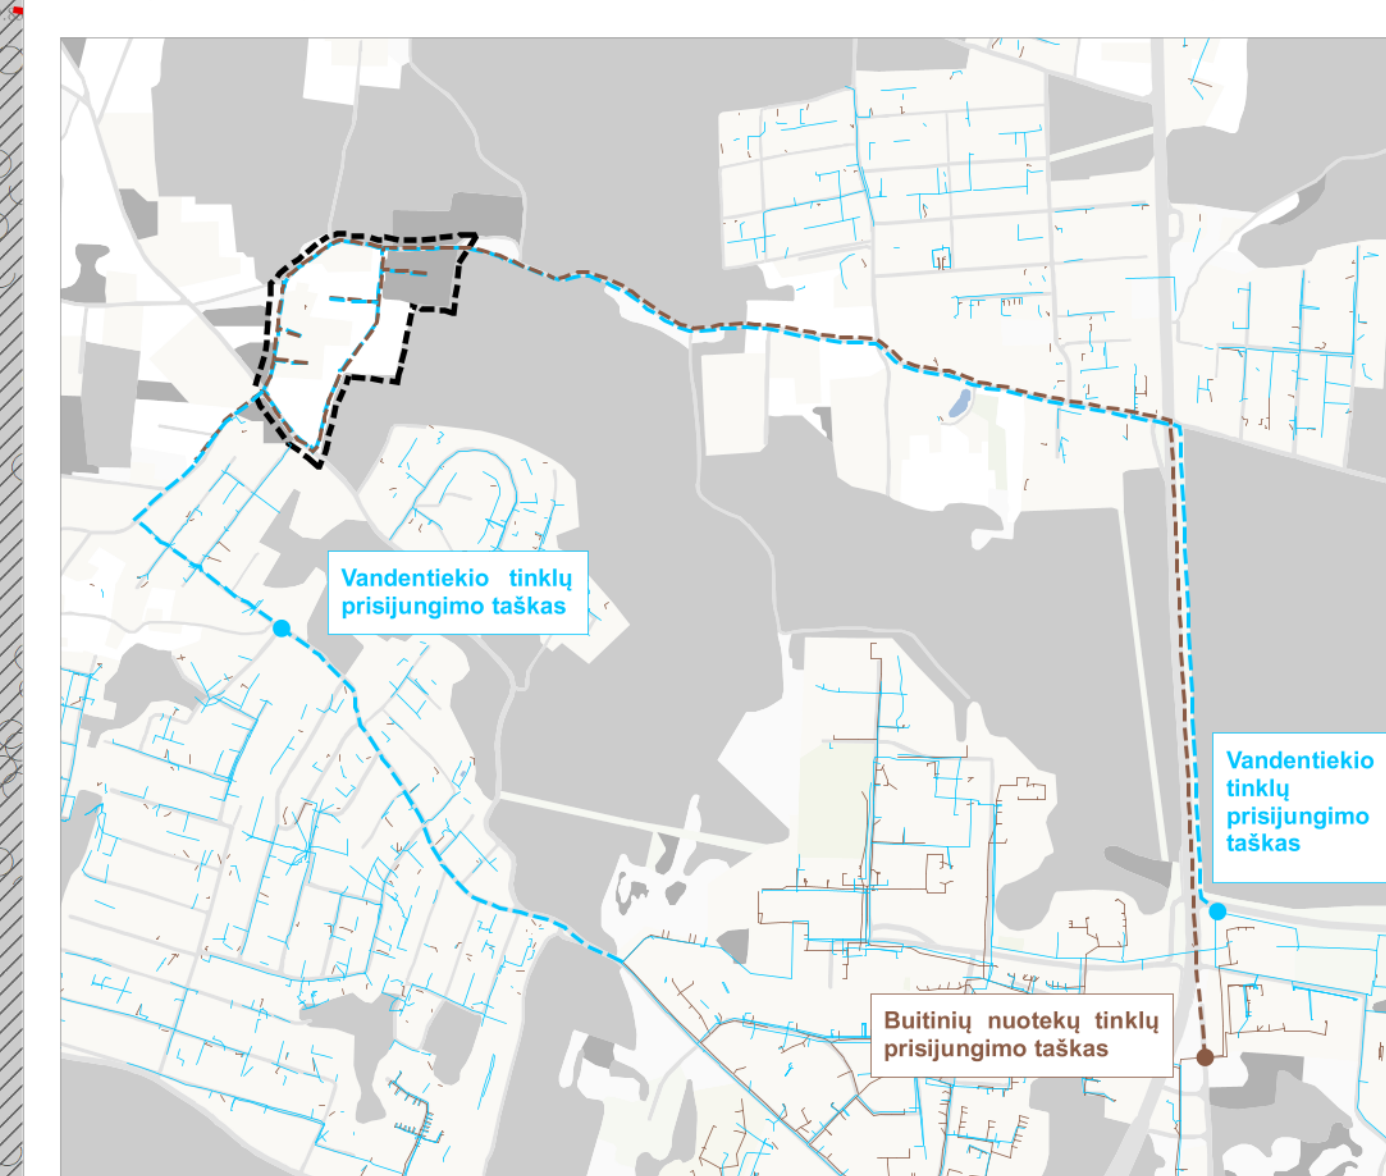 Vandentiekio tinklų
prisijungimo taškas
Vandentiekio
tinklų
prisijungimo
taškas
Buitinių nuotekų tinklų
prisijungimo taškas